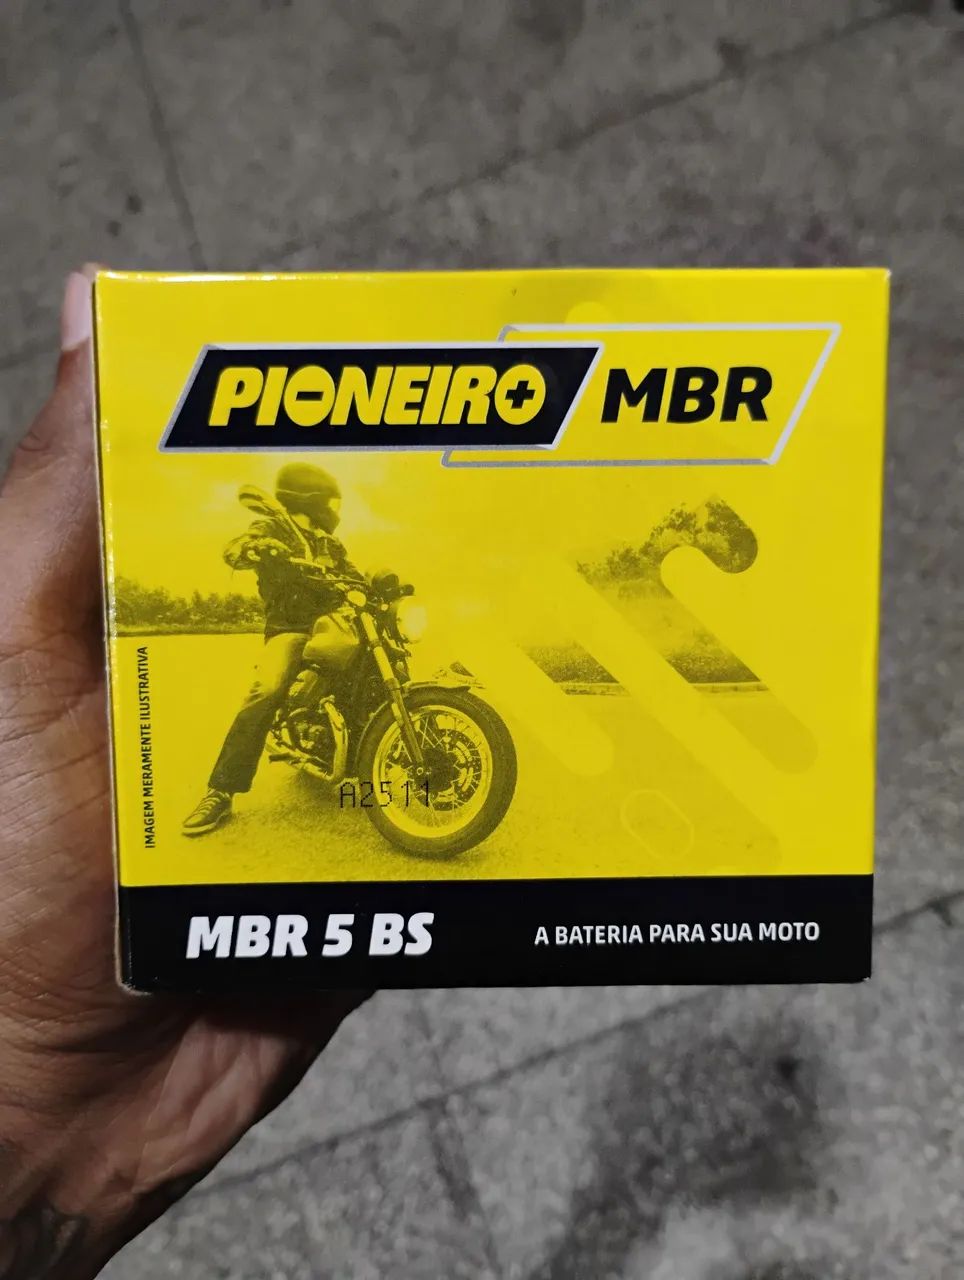 PIONEIRO MBR
IMAGEM MERAMENTE ILUSTRATIVA
A2511
MBR 5 BS
A BATERIA PARA SUA MOTO